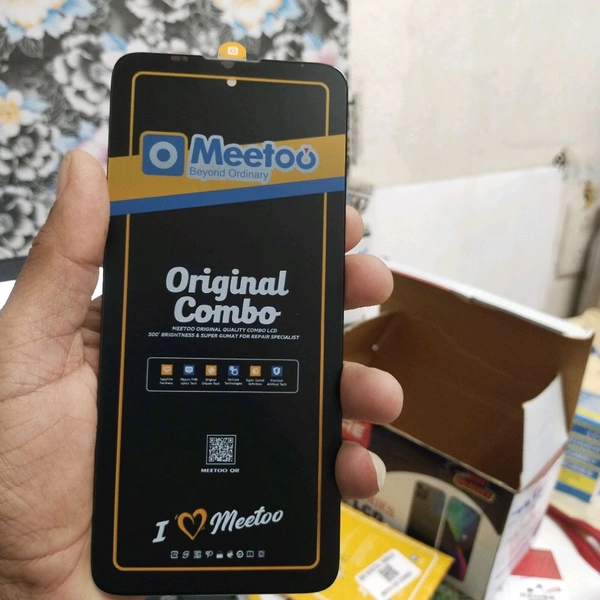 Meetoo
Beyond Ordinary
Original
Combo
MEETOO ORIGINAL QUALITY COMBO LCD
500' BRIGHTNESS & SUPER GUMAT FOR REPAIR SPECIALIST
MEETOO QR
I Meetoo